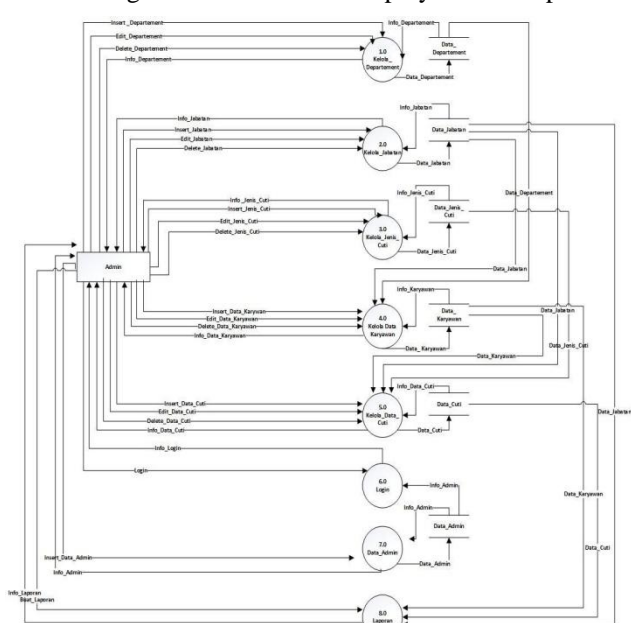 Insert_Departement
Edit_Departement
Delete_Departement
Info_Departement
1.0
Kelola_
Departement
Info_Departement
Data_
Departement
Data_Departement
Info_Jabatan
Insert_Jabatan
Edit_Jabatan
Delete_Jabatan
2.0
Kelola_Jabatan
Info_Jabatan
Data_Jabatan
Data_Jabatan
Data_Departement
Info_Jenis_Cuti
Insert_Jenis_Cuti
Edit_Jenis_Cuti
Delete_Jenis_Cuti
3.0
Kelola_Jenis_
Cuti
Info_Jenis_Cuti
Data_Jenis_
Cuti
Data_Jenis_Cuti
Admin
Data_Jabatan
Insert_Data_Karyawan
Edit_Data_Karyawan
Delete_Data_Karyawan
Info_Data_Karyawan
4.0
Kelola Data
Karyawan
Info_Karyawan
Data_
Karyawan
Data_ Karyawan
Data_Karyawan
Data_Jabatan
Data_Jenis_Cuti
Insert_Data_Cuti
Edit_Data_Cuti
Delete_Data_Cuti
Info_Data_Cuti
5.0
Kelola_Data_
Cuti
Info_Data_Cuti
Data_Cuti
Data_Cuti
Data_Jabatan
Info_Login
Login
6.0
Login
Info_Admin
Info_Admin
Data_Admin
Data_Karyawan
7.0
Data_Admin
Data_Admin
Data_Cuti
Insert_Data_Admin
Info_Admin
Info_Laporan
Buat_Laporan
8.0
Laporan